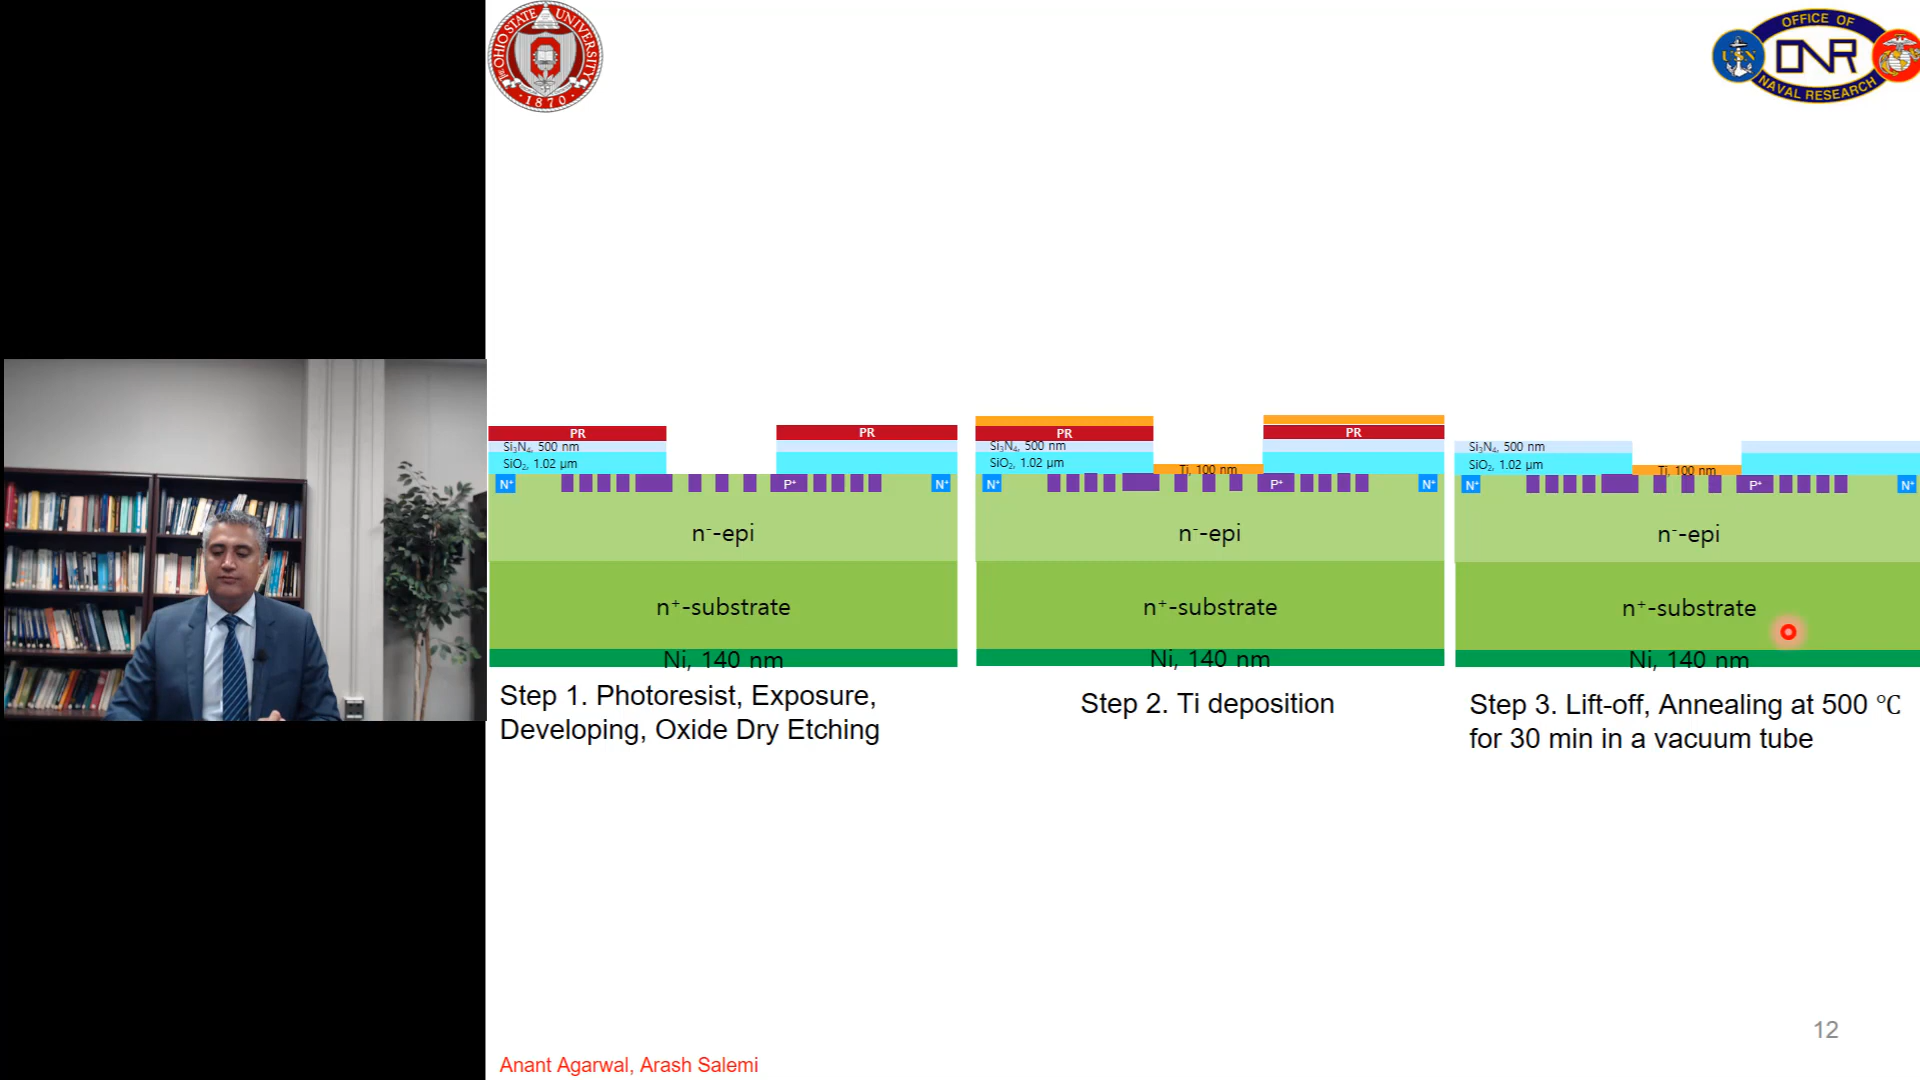 THE OHIO STATE UNIVERSITY
· 1870 ·
OFFICE OF
USN
ONR
NAVAL RESEARCH
PR
PR
Si₃N₄, 500 nm
SiO₂, 1.02 µm
N⁺
P⁺
N⁺
n⁻-epi
n⁺-substrate
Ni, 140 nm
Step 1. Photoresist, Exposure,
Developing, Oxide Dry Etching
PR
PR
Si₃N₄, 500 nm
SiO₂, 1.02 µm
Ti, 100 nm
N⁺
P⁺
N⁺
n⁻-epi
n⁺-substrate
Ni, 140 nm
Step 2. Ti deposition
Si₃N₄, 500 nm
SiO₂, 1.02 µm
Ti, 100 nm
N⁺
P⁺
N⁺
n⁻-epi
n⁺-substrate
Ni, 140 nm
Step 3. Lift-off, Annealing at 500 ℃
for 30 min in a vacuum tube
12
Anant Agarwal, Arash Salemi